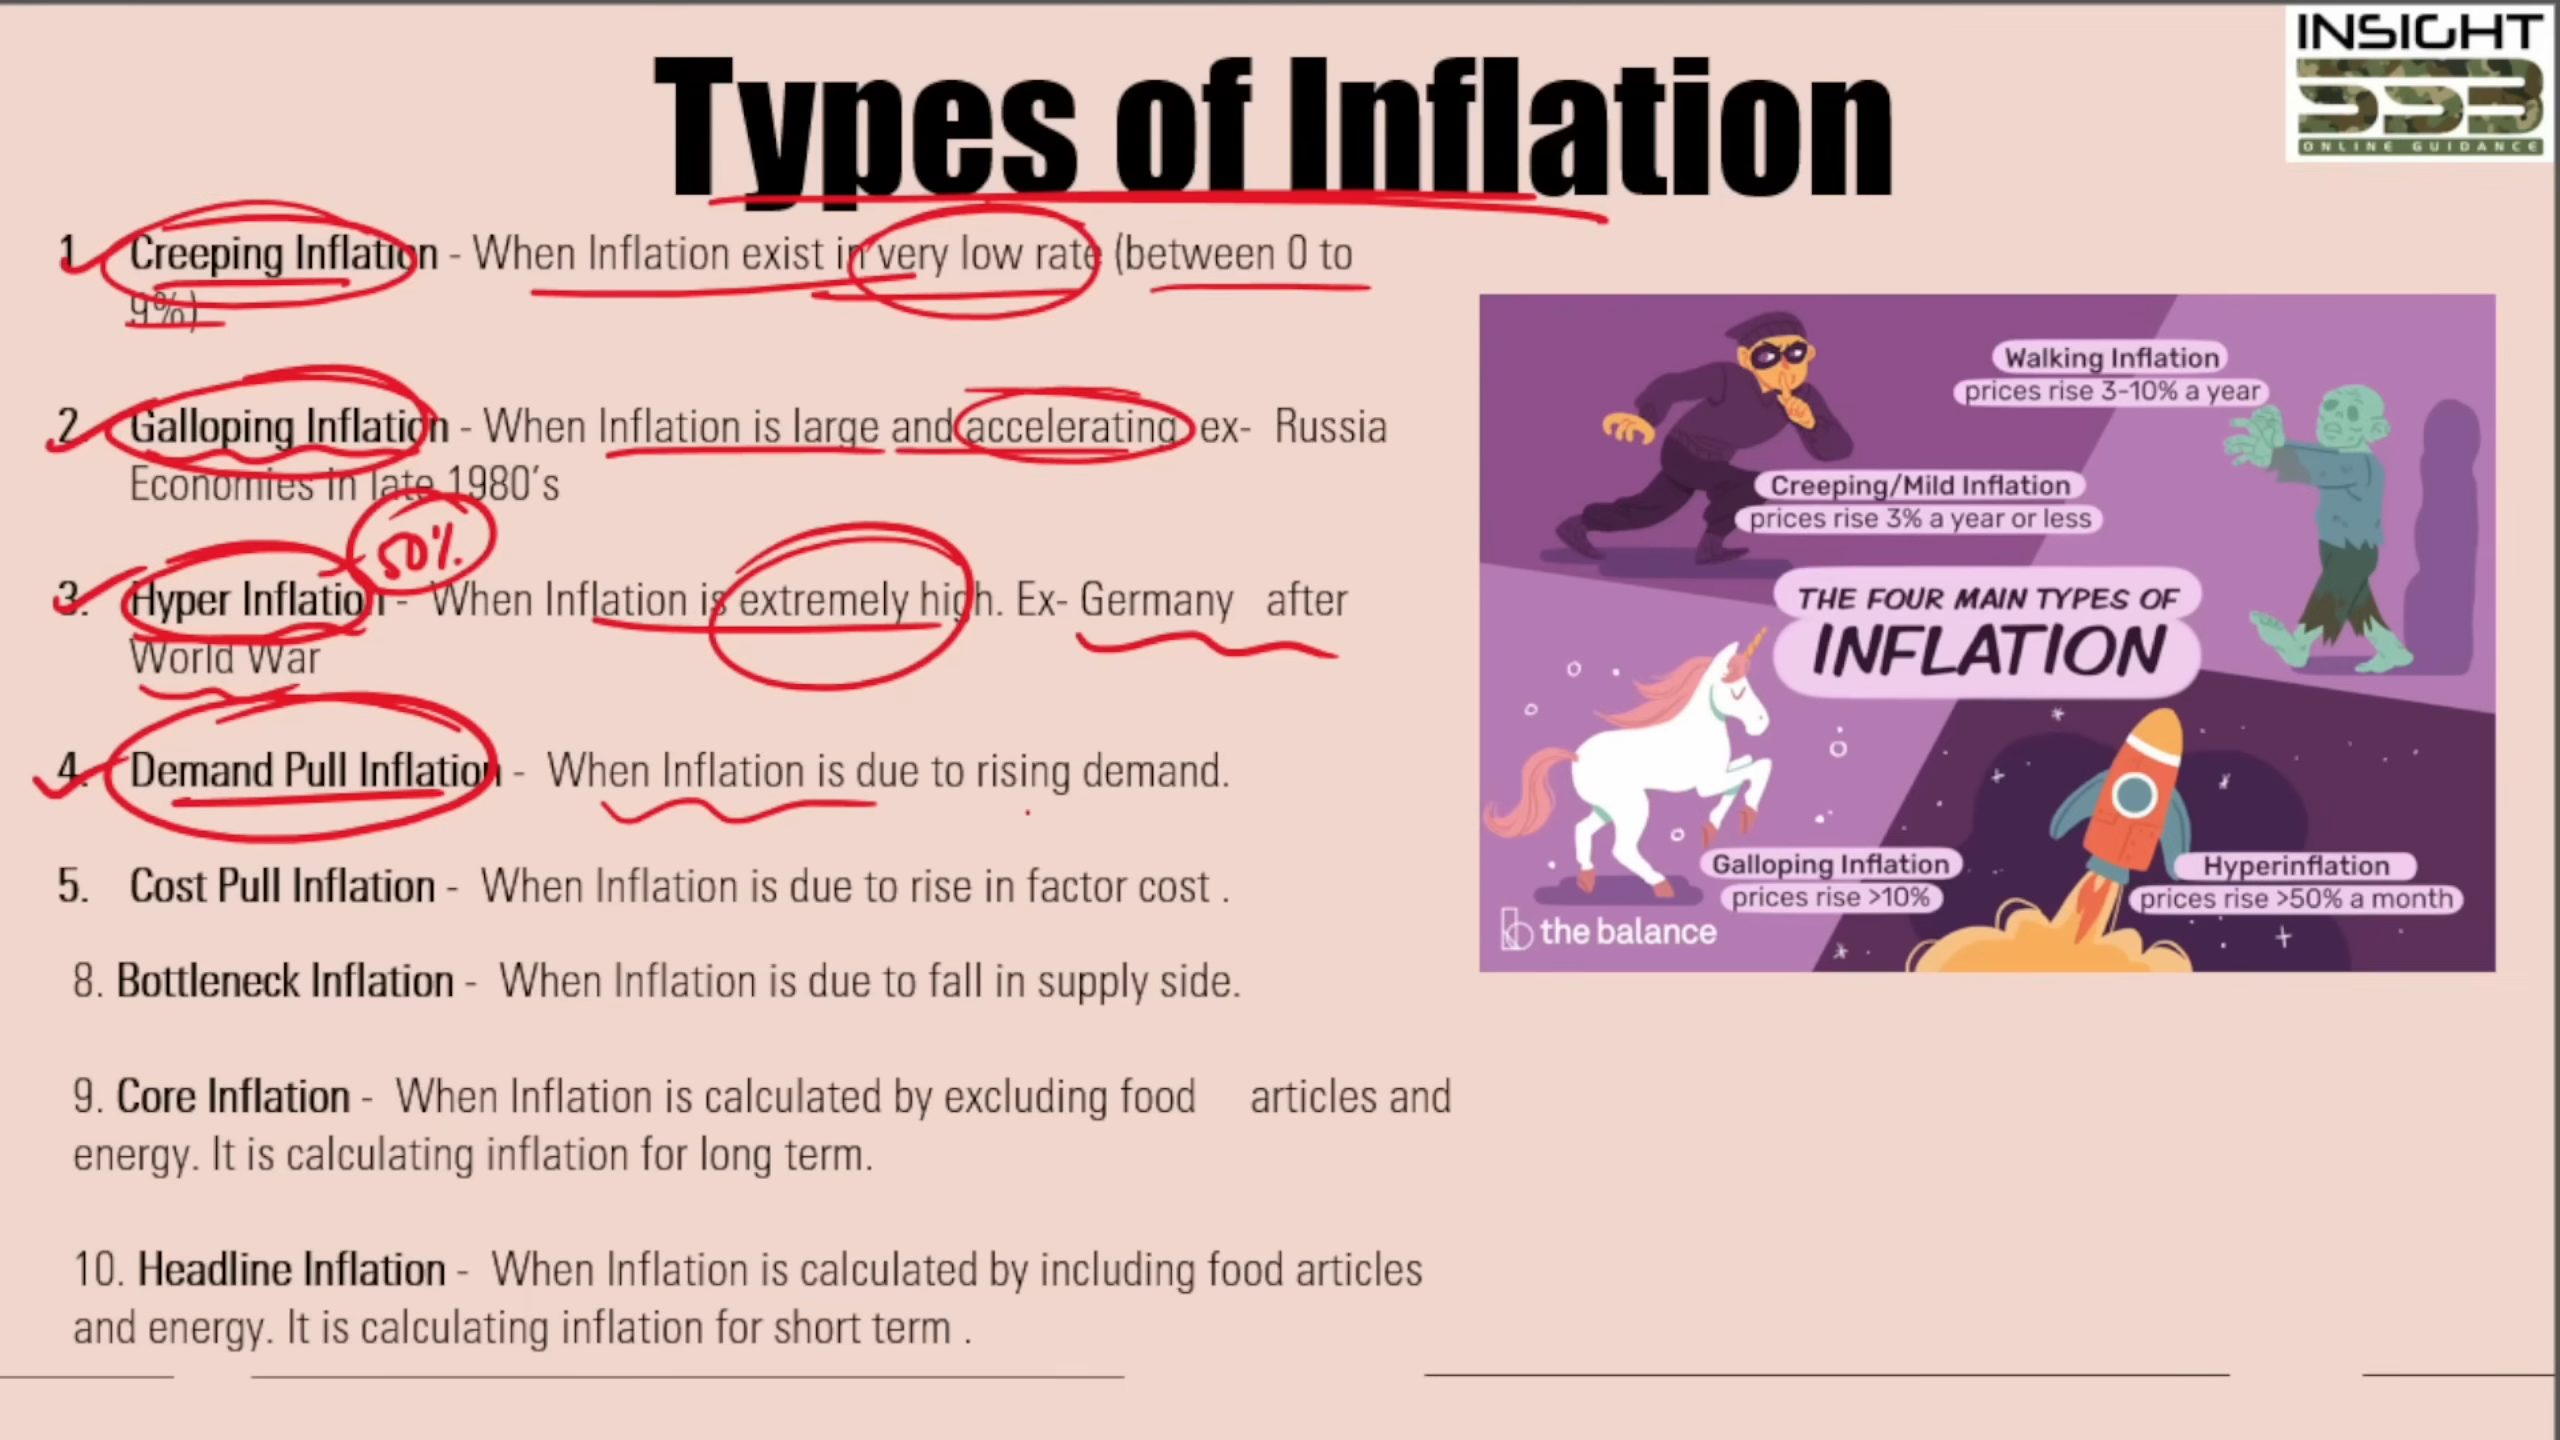 INSIGHT
SSB
ONLINE GUIDANCE
Types of Inflation
1. Creeping Inflation - When Inflation exist in very low rate (between 0 to
9%)
2. Galloping Inflation - When Inflation is large and accelerating, ex- Russia
Economies in late 1980's
50%
3. Hyper Inflation - When Inflation is extremely high. Ex- Germany after
World War
4. Demand Pull Inflation - When Inflation is due to rising demand.
5. Cost Pull Inflation - When Inflation is due to rise in factor cost .
8. Bottleneck Inflation - When Inflation is due to fall in supply side.
9. Core Inflation - When Inflation is calculated by excluding food articles and
energy. It is calculating inflation for long term.
10. Headline Inflation - When Inflation is calculated by including food articles
and energy. It is calculating inflation for short term .
Walking Inflation
prices rise 3-10% a year
Creeping/Mild Inflation
prices rise 3% a year or less
THE FOUR MAIN TYPES OF
INFLATION
Galloping Inflation
prices rise >10%
Hyperinflation
prices rise >50% a month
the balance